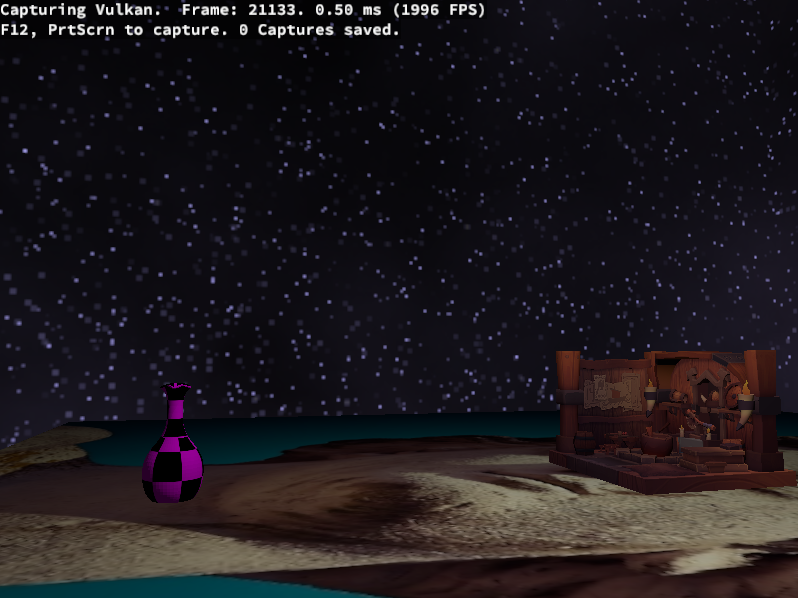 Capturing Vulkan.  Frame: 21133. 0.50 ms (1996 FPS)
F12, PrtScrn to capture. 0 Captures saved.